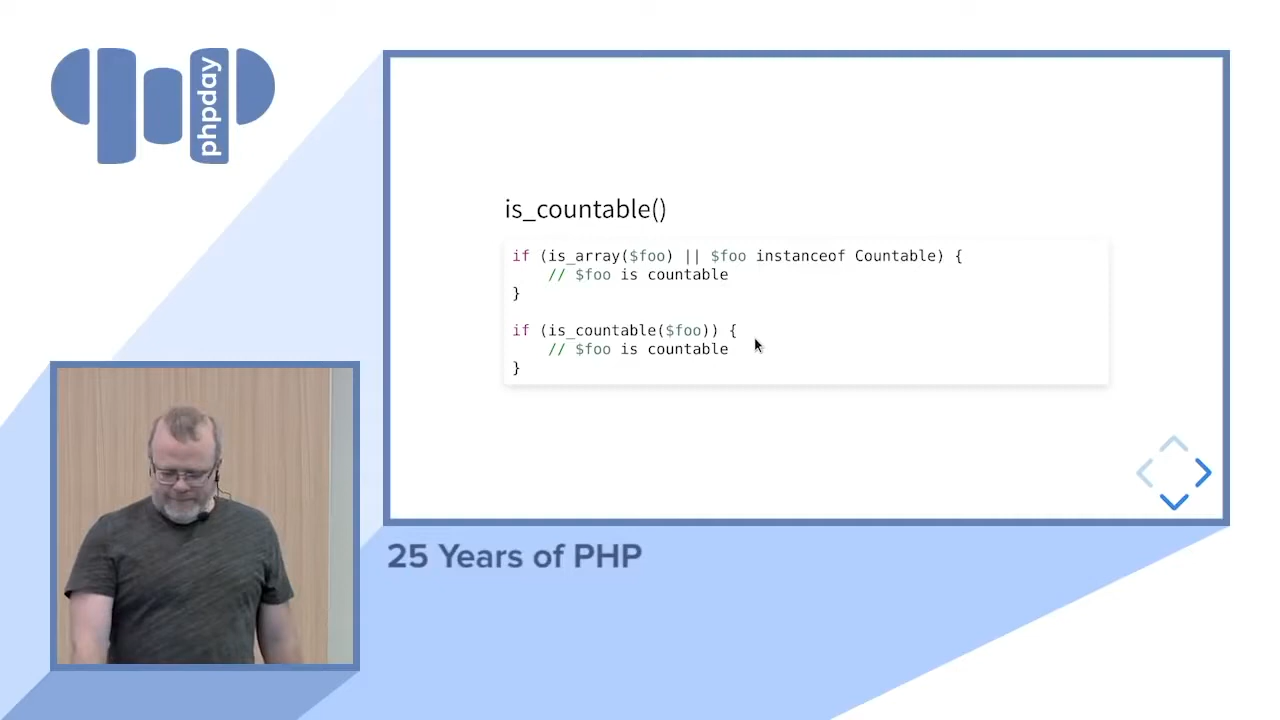 phpday
is_countable()
if (is_array($foo) || $foo instanceof Countable) {
// $foo is countable
}
if (is_countable($foo)) {
// $foo is countable
}
25 Years of PHP